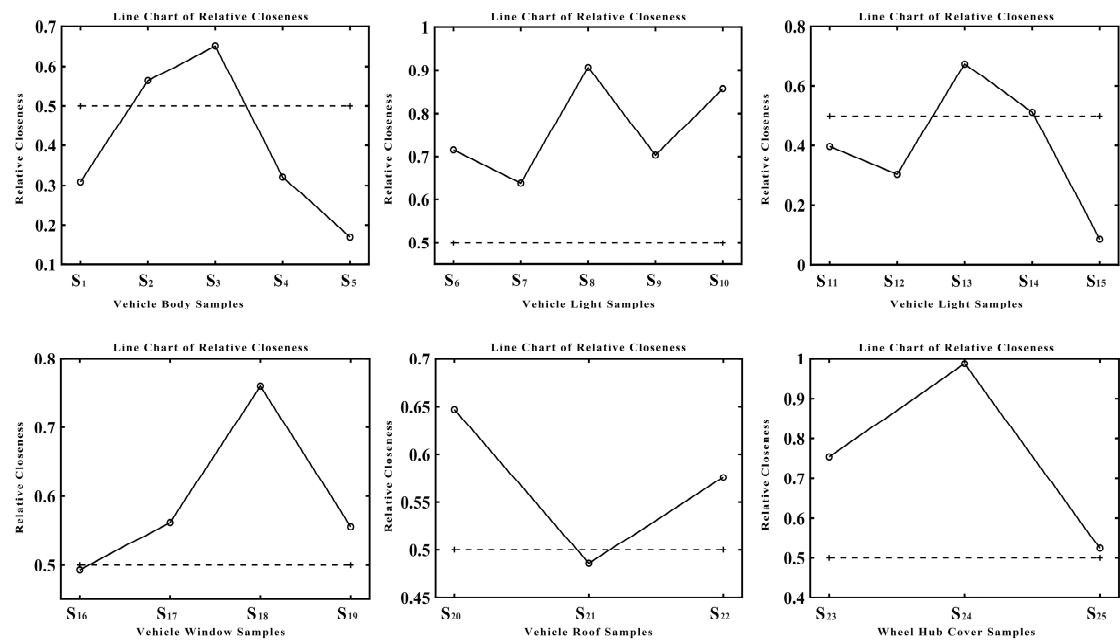 Line Chart of Relative Closeness
0.7
0.6
0.5
0.4
0.3
0.2
0.1
Relative Closeness
S1 S2 S3 S4 S5
Vehicle Body Samples
Line Chart of Relative Closeness
1
0.9
0.8
0.7
0.6
0.5
Relative Closeness
S6 S7 S8 S9 S10
Vehicle Light Samples
Line Chart of Relative Closeness
0.8
0.6
0.4
0.2
0
Relative Closeness
S11 S12 S13 S14 S15
Vehicle Light Samples
Line Chart of Relative Closeness
0.8
0.7
0.6
0.5
Relative Closeness
S16 S17 S18 S19
Vehicle Window Samples
Line Chart of Relative Closeness
0.7
0.65
0.6
0.55
0.5
0.45
Relative Closeness
S20 S21 S22
Vehicle Roof Samples
Line Chart of Relative Closeness
1
0.9
0.8
0.7
0.6
0.5
0.4
Relative Closeness
S23 S24 S25
Wheel Hub Cover Samples